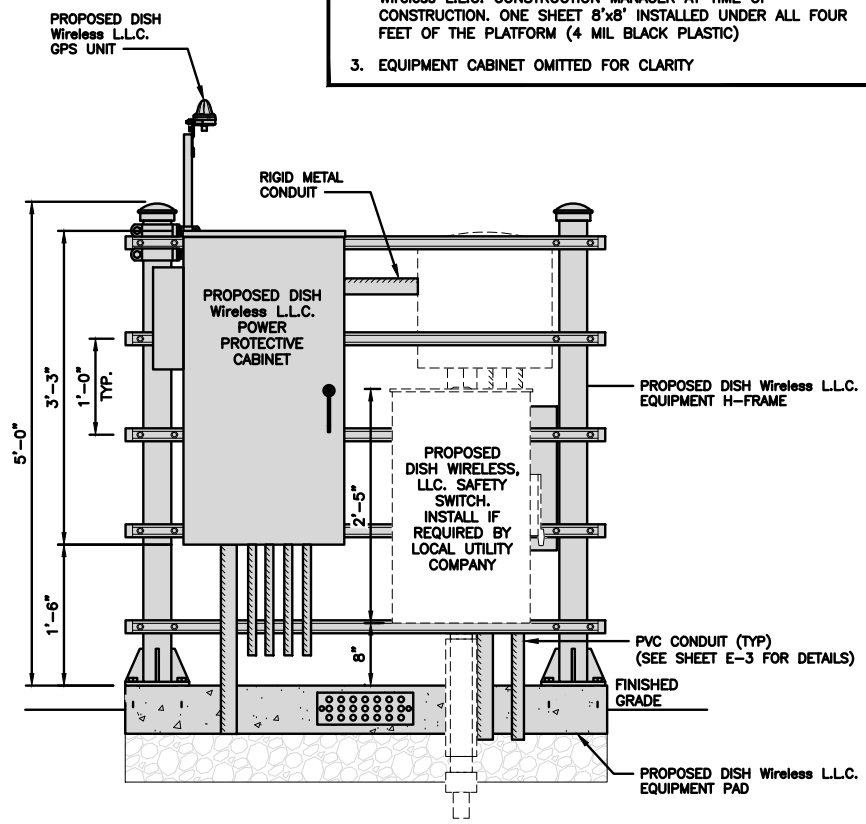 Wireless L.L.C. CONSTRUCTION MANAGER AT TIME OF
CONSTRUCTION. ONE SHEET 8'x8' INSTALLED UNDER ALL FOUR
FEET OF THE PLATFORM (4 MIL BLACK PLASTIC)
3. EQUIPMENT CABINET OMITTED FOR CLARITY
PROPOSED DISH
Wireless L.L.C.
GPS UNIT
RIGID METAL
CONDUIT
PROPOSED DISH
Wireless L.L.C.
POWER
PROTECTIVE
CABINET
5'-0"
3'-3"
1'-0"
TYP.
1'-6"
2'-5"
8"
PROPOSED
DISH WIRELESS,
LLC. SAFETY
SWITCH.
INSTALL IF
REQUIRED BY
LOCAL UTILITY
COMPANY
PROPOSED DISH Wireless L.L.C.
EQUIPMENT H-FRAME
PVC CONDUIT (TYP)
(SEE SHEET E-3 FOR DETAILS)
FINISHED
GRADE
PROPOSED DISH Wireless L.L.C.
EQUIPMENT PAD